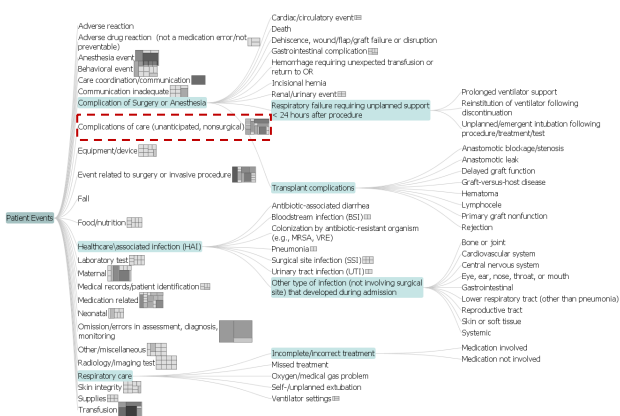 Patient Events
Adverse reaction
Adverse drug reaction (not a medication error/not
preventable)
Anesthesia event
Behavioral event
Care coordination/communication
Communication inadequate
Complication of Surgery or Anesthesia
Complications of care (unanticipated, nonsurgical)
Equipment/device
Event related to surgery or invasive procedure
Fall
Food/nutrition
Healthcare\associated infection (HAI)
Laboratory test
Maternal
Medical records/patient identification
Medication related
Neonatal
Omission/errors in assessment, diagnosis,
monitoring
Other/miscellaneous
Radiology/Imaging test
Respiratory care
Skin integrity
Supplies
Transfusion
Cardiac/circulatory event
Death
Dehiscence, wound/flap/graft failure or disruption
Gastrointestinal complication
Hemorrhage requiring unexpected transfusion or
return to OR
Incisional hernia
Renal/urinary event
Respiratory failure requiring unplanned support
< 24 hours after procedure
Transplant complications
Antibiotic-associated diarrhea
Bloodstream infection (BSI)
Colonization by antibiotic-resistant organism
(e.g., MRSA, VRE)
Pneumonia
Surgical site infection (SSI)
Urinary tract infection (UTI)
Other type of infection (not involving surgical
site) that developed during admission
Incomplete/incorrect treatment
Missed treatment
Oxygen/medical gas problem
Self-/unplanned extubation
Ventilator settings
Prolonged ventilator support
Reinstitution of ventilator following
discontinuation
Unplanned/emergent intubation following
procedure/treatment/test
Anastomotic blockage/stenosis
Anastomotic leak
Delayed graft function
Graft-versus-host disease
Hematoma
Lymphocele
Primary graft nonfunction
Rejection
Bone or joint
Cardiovascular system
Central nervous system
Eye, ear, nose, throat, or mouth
Gastrointestinal
Lower respiratory tract (other than pneumonia)
Reproductive tract
Skin or soft tissue
Systemic
Medication involved
Medication not involved